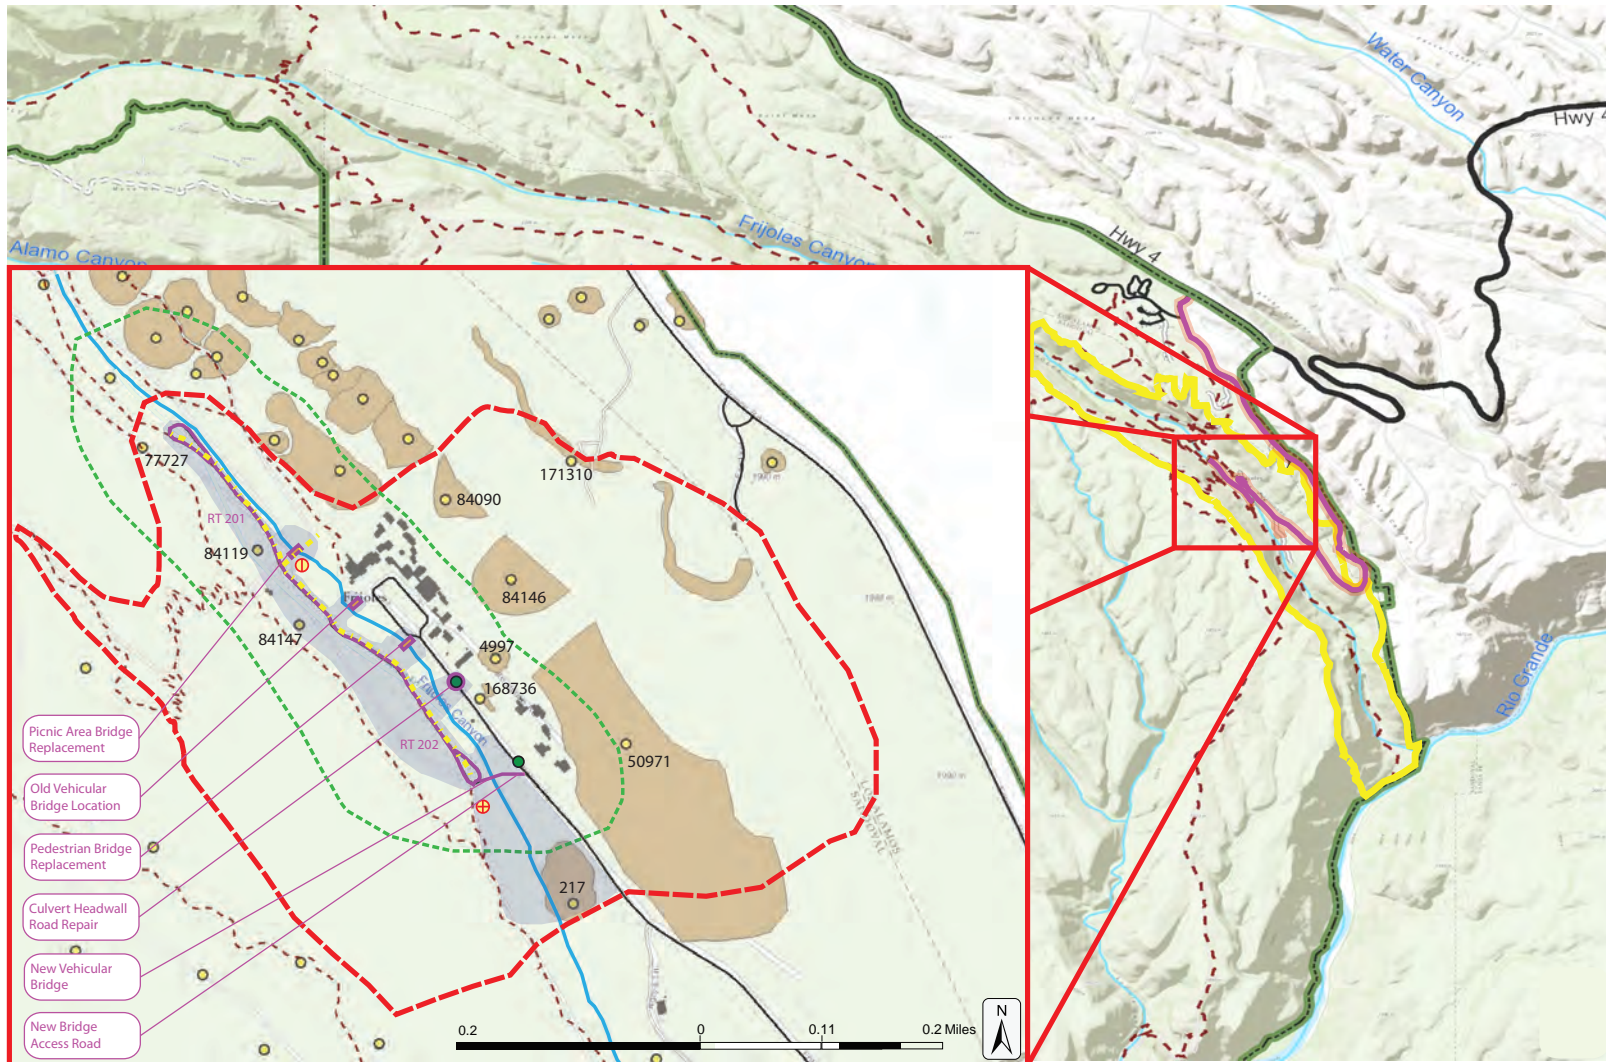 Water Canyon
Hwy 4
Frijoles Canyon
Hwy 4
Alamo Canyon
77727
84090
171310
RT 201
84119
84146
Frijoles
84147
4997
168736
Frijoles Canyon
RT 202
50971
217
LOS ALAMOS
SANDOVAL
Rio Grande
Picnic Area Bridge
Replacement
Old Vehicular
Bridge Location
Pedestrian Bridge
Replacement
Culvert Headwall
Road Repair
New Vehicular
Bridge
New Bridge
Access Road
0.2
0
0.11
0.2 Miles
N